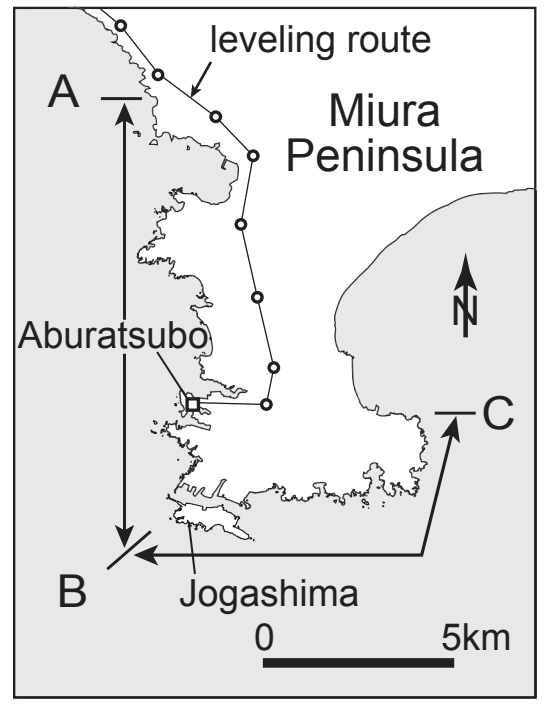 leveling route
A
Miura
Peninsula
N
Aburatsubo
C
B
Jogashima
0 5km